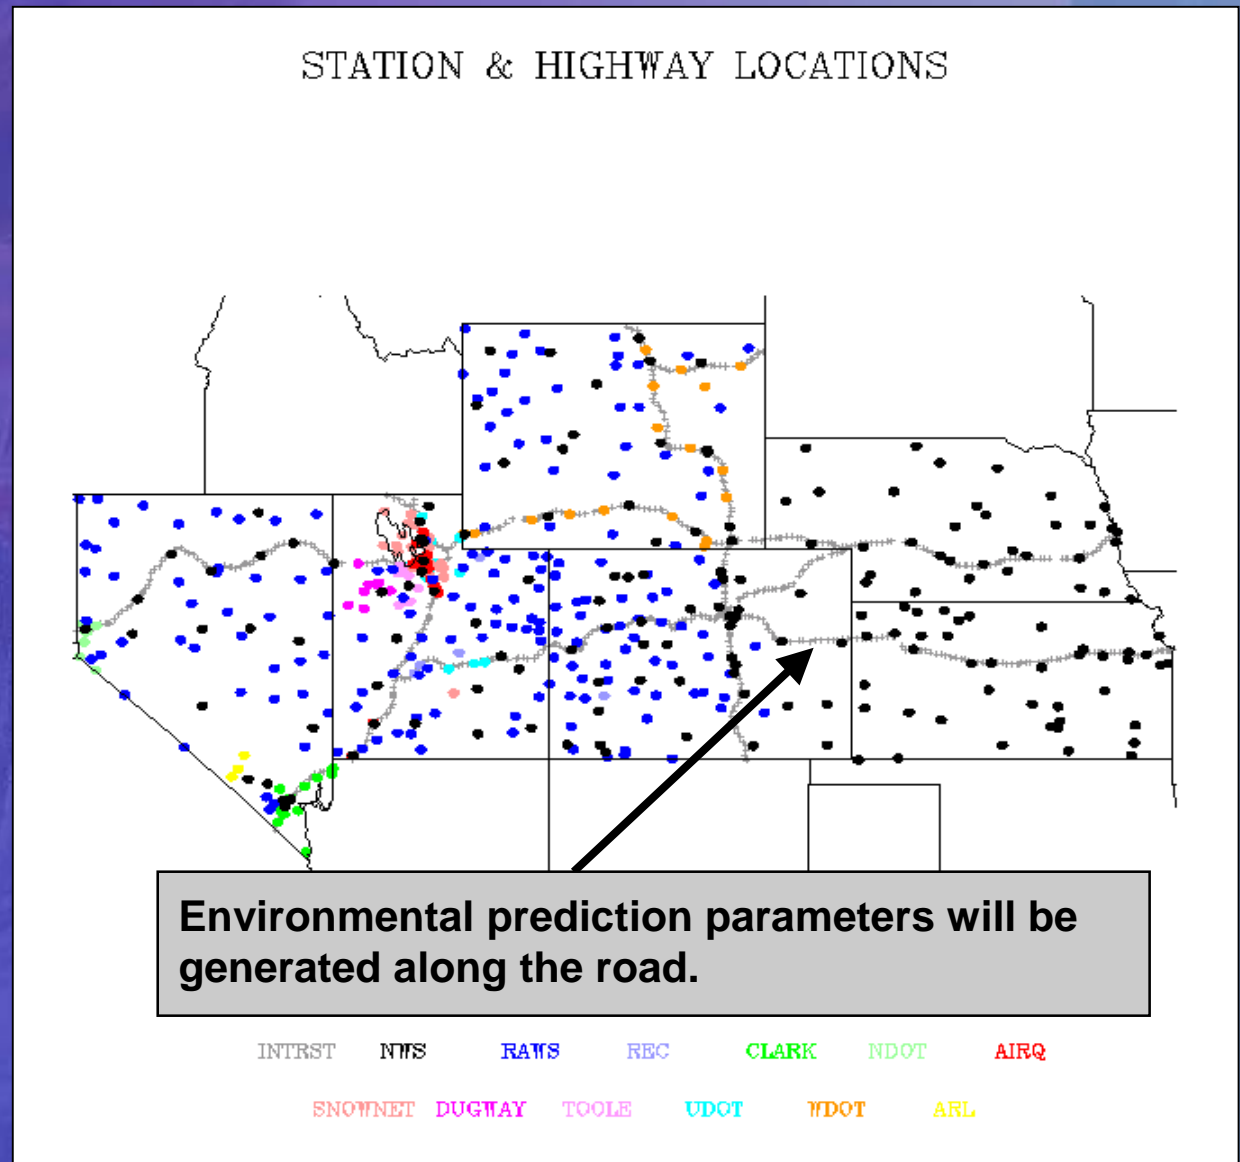 STATION & HIGHWAY LOCATIONS
Environmental prediction parameters will be
generated along the road.
INTRST NWS RAWS REC CLARK NDOT AIRQ
SNOWNET DUGWAY TOOLE UDOT WDOT ARL